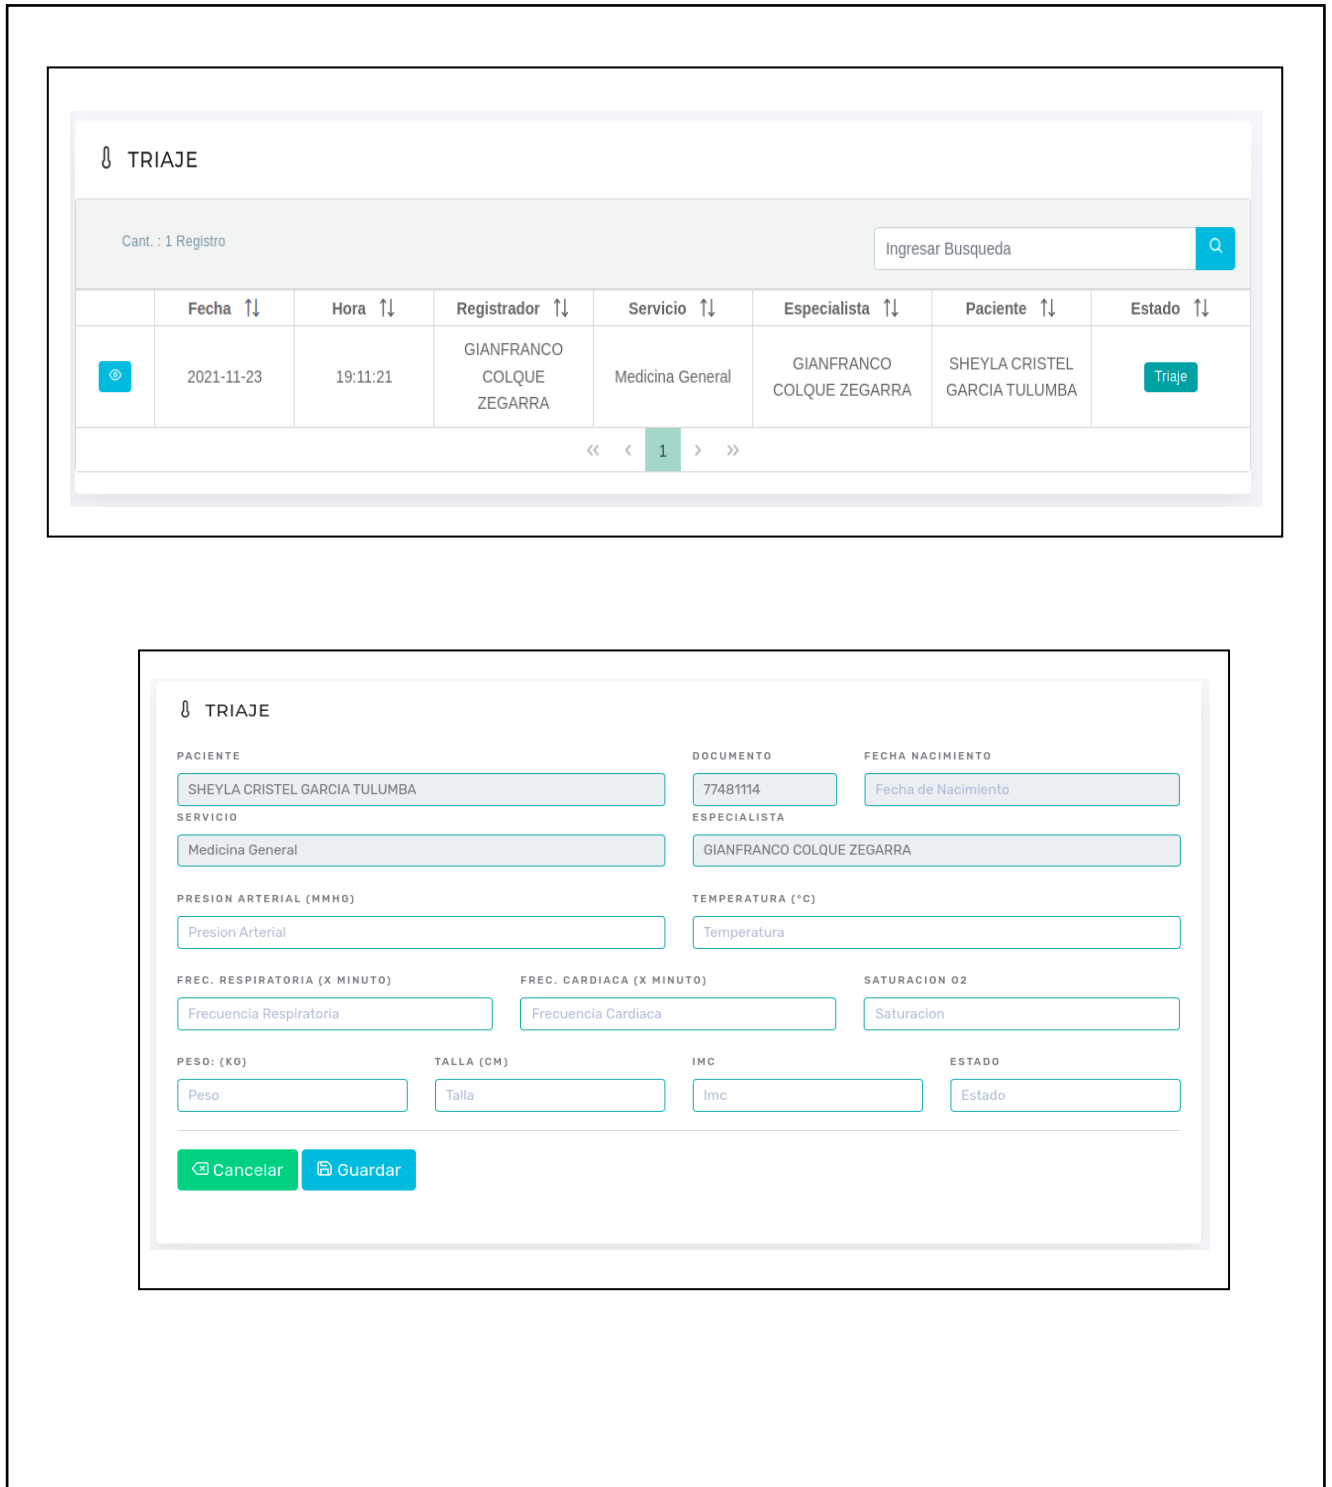 TRIAJE
Cant. : 1 Registro
Ingresar Busqueda
Fecha Hora Registrador Servicio Especialista Paciente Estado
2021-11-23 19:11:21 GIANFRANCO COLQUE ZEGARRA Medicina General GIANFRANCO COLQUE ZEGARRA SHEYLA CRISTEL GARCIA TULUMBA Triaje
« ‹ 1 › »
TRIAJE
PACIENTE DOCUMENTO FECHA NACIMIENTO
SHEYLA CRISTEL GARCIA TULUMBA 77481114 Fecha de Nacimiento
SERVICIO ESPECIALISTA
Medicina General GIANFRANCO COLQUE ZEGARRA
PRESION ARTERIAL (MMHG) TEMPERATURA (°C)
Presion Arterial Temperatura
FREC. RESPIRATORIA (X MINUTO) FREC. CARDIACA (X MINUTO) SATURACION O2
Frecuencia Respiratoria Frecuencia Cardiaca Saturacion
PESO: (KG) TALLA (CM) IMC ESTADO
Peso Talla Imc Estado
Cancelar Guardar